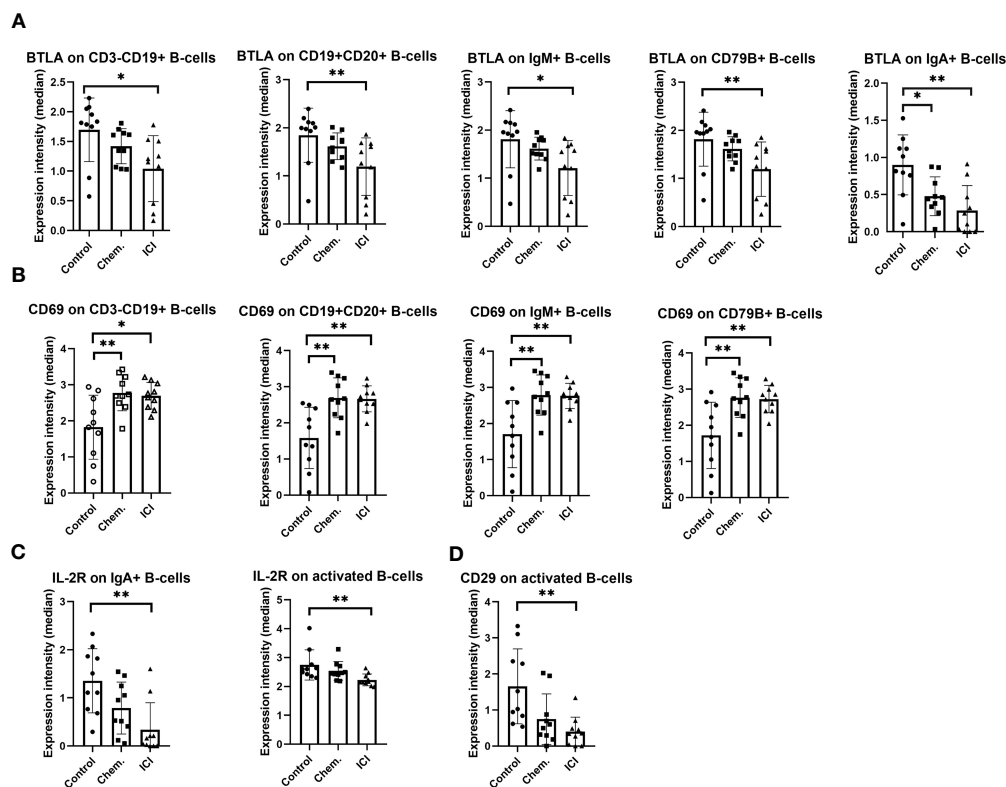 A
BTLA on CD3-CD19+ B-cells
Expression intensity (median)
2.5
2.0
1.5
1.0
0.5
0.0
*
Control
Chem.
ICI
BTLA on CD19+CD20+ B-cells
Expression intensity (median)
3
2
1
0
**
Control
Chem.
ICI
BTLA on IgM+ B-cells
Expression intensity (median)
3
2
1
0
*
Control
Chem.
ICI
BTLA on CD79B+ B-cells
Expression intensity (median)
3
2
1
0
**
Control
Chem.
ICI
BTLA on IgA+ B-cells
Expression intensity (median)
2.0
1.5
1.0
0.5
0.0
**
*
Control
Chem.
ICI
B
CD69 on CD3-CD19+ B-cells
Expression intensity (median)
4
3
2
1
0
*
**
Control
Chem.
ICI
CD69 on CD19+CD20+ B-cells
Expression intensity (median)
4
3
2
1
0
**
**
Control
Chem.
ICI
CD69 on IgM+ B-cells
Expression intensity (median)
4
3
2
1
0
**
**
Control
Chem.
ICI
CD69 on CD79B+ B-cells
Expression intensity (median)
4
3
2
1
0
**
**
Control
Chem.
ICI
C
IL-2R on IgA+ B-cells
Expression intensity (median)
3
2
1
0
**
Control
Chem.
ICI
IL-2R on activated B-cells
Expression intensity (median)
5
4
3
2
1
0
**
Control
Chem.
ICI
D
CD29 on activated B-cells
Expression intensity (median)
4
3
2
1
0
**
Control
Chem.
ICI